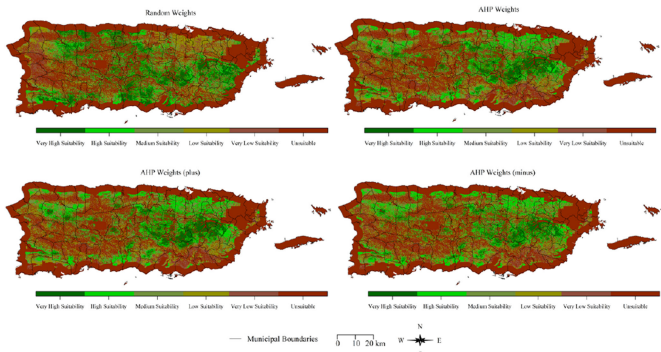 Random Weights
AHP Weights
Very High Suitability High Suitability Medium Suitability Low Suitability Very Low Suitability Unsuitable
Very High Suitability High Suitability Medium Suitability Low Suitability Very Low Suitability Unsuitable
AHP Weights (plus)
AHP Weights (minus)
Very High Suitability High Suitability Medium Suitability Low Suitability Very Low Suitability Unsuitable
Very High Suitability High Suitability Medium Suitability Low Suitability Very Low Suitability Unsuitable
N
Municipal Boundaries
0 10 20 km
W E